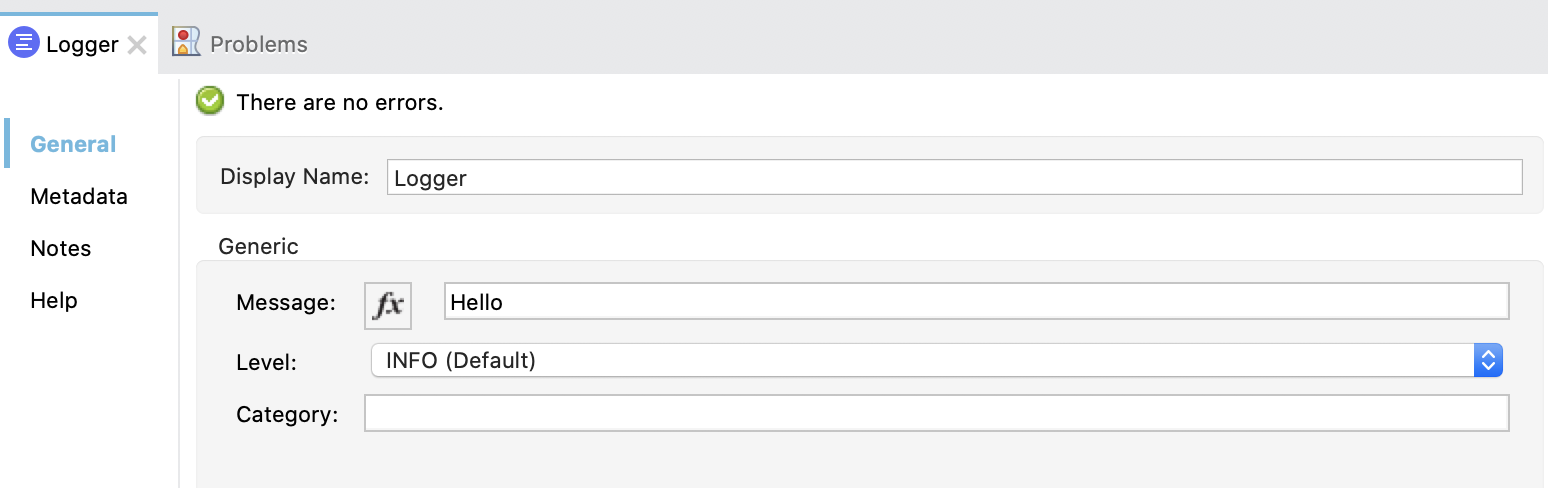 Logger
Problems
General
Metadata
Notes
Help
There are no errors.
Display Name: Logger
Generic
Message: fx Hello
Level: INFO (Default)
Category: